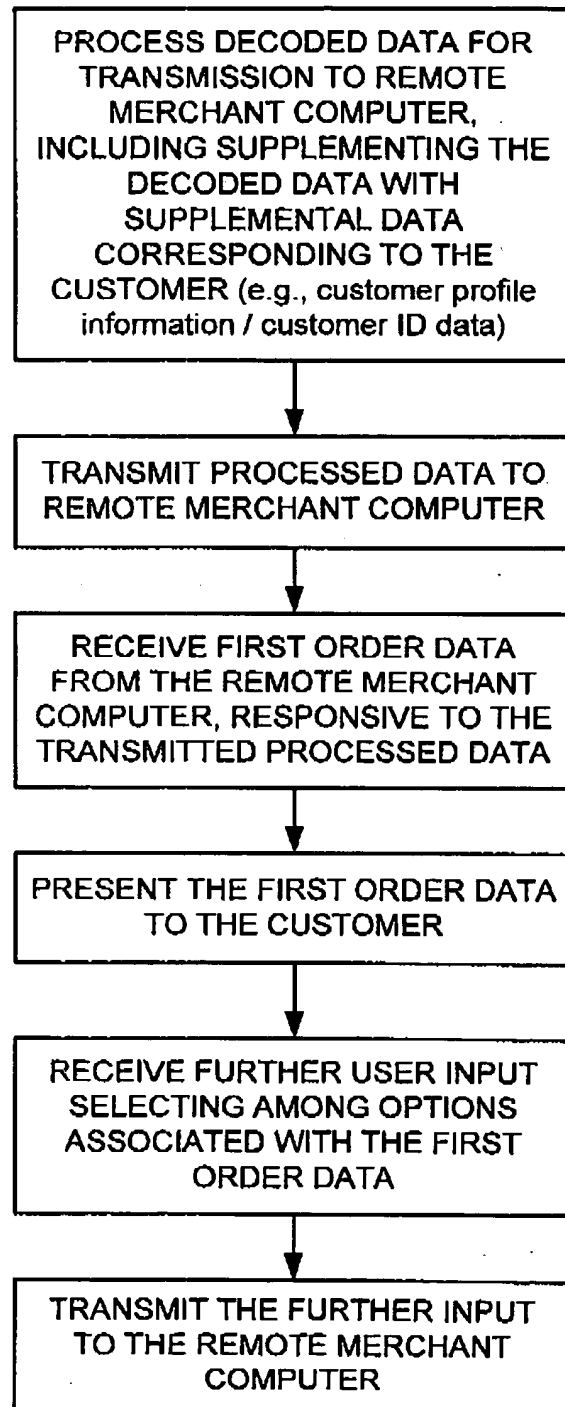 PROCESS DECODED DATA FOR
TRANSMISSION TO REMOTE
MERCHANT COMPUTER,
INCLUDING SUPPLEMENTING THE
DECODED DATA WITH
SUPPLEMENTAL DATA
CORRESPONDING TO THE
CUSTOMER (e.g., customer profile
information / customer ID data)
TRANSMIT PROCESSED DATA TO
REMOTE MERCHANT COMPUTER
RECEIVE FIRST ORDER DATA
FROM THE REMOTE MERCHANT
COMPUTER, RESPONSIVE TO THE
TRANSMITTED PROCESSED DATA
PRESENT THE FIRST ORDER DATA
TO THE CUSTOMER
RECEIVE FURTHER USER INPUT
SELECTING AMONG OPTIONS
ASSOCIATED WITH THE FIRST
ORDER DATA
TRANSMIT THE FURTHER INPUT
TO THE REMOTE MERCHANT
COMPUTER